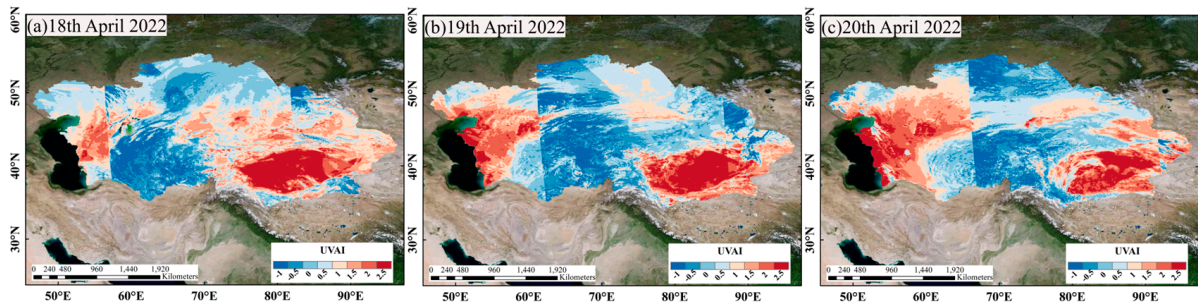 (a)18th April 2022
60°N
50°N
40°N
30°N
UVAI
-1 -0.5 0 0.5 1 1.5 2 2.5
0 240 480 960 1,440 1,920
Kilometers
50°E 60°E 70°E 80°E 90°E
(b)19th April 2022
60°N
50°N
40°N
30°N
UVAI
-1 -0.5 0 0.5 1 1.5 2 2.5
0 240 480 960 1,440 1,920
Kilometers
50°E 60°E 70°E 80°E 90°E
(c)20th April 2022
60°N
50°N
40°N
30°N
UVAI
-1 -0.5 0 0.5 1 1.5 2 2.5
0 240 480 960 1,440 1,920
Kilometers
50°E 60°E 70°E 80°E 90°E